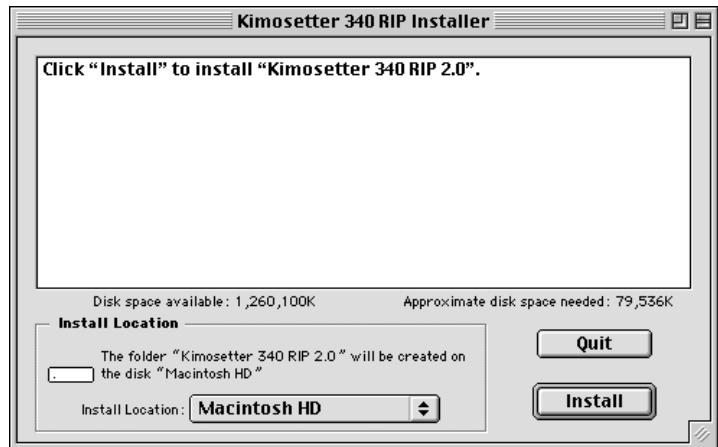 Kimosetter 340 RIP Installer
Click “Install” to install “Kimosetter 340 RIP 2.0”.
Disk space available: 1,260,100K
Approximate disk space needed: 79,536K
Install Location
The folder “Kimosetter 340 RIP 2.0” will be created on
the disk “Macintosh HD”
Install Location: Macintosh HD
Quit
Install